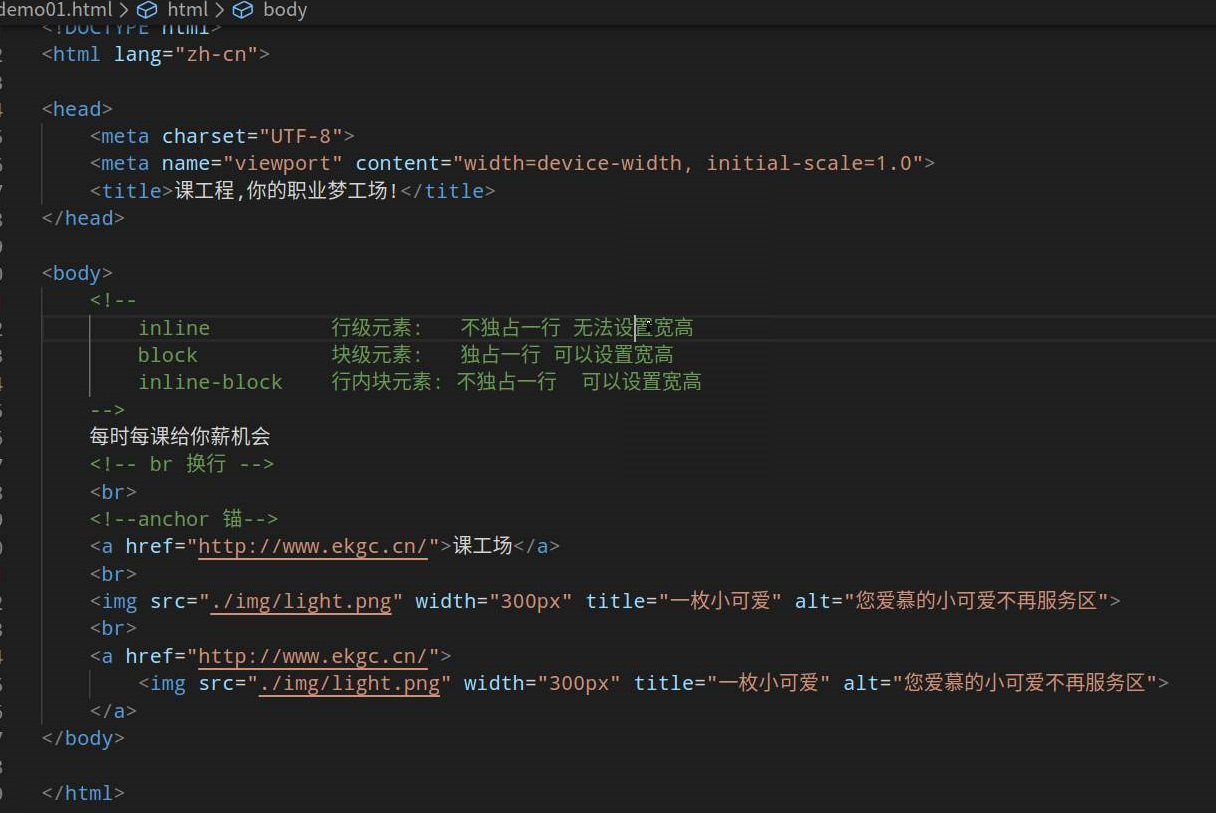 demo01.html > html > body
<!DOCTYPE html>
<html lang="zh-cn">
<head>
<meta charset="UTF-8">
<meta name="viewport" content="width=device-width, initial-scale=1.0">
<title>课工程,你的职业梦工场!</title>
</head>
<body>
<!--
inline 行级元素: 不独占一行 无法设置宽高
block 块级元素: 独占一行 可以设置宽高
inline-block 行内块元素: 不独占一行 可以设置宽高
-->
每时每课给你薪机会
<!-- br 换行 -->
<br>
<!--anchor 锚-->
<a href="http://www.ekgc.cn/">课工场</a>
<br>
<img src="./img/light.png" width="300px" title="一枚小可爱" alt="您爱慕的小可爱不再服务区">
<br>
<a href="http://www.ekgc.cn/">
<img src="./img/light.png" width="300px" title="一枚小可爱" alt="您爱慕的小可爱不再服务区">
</a>
</body>
</html>